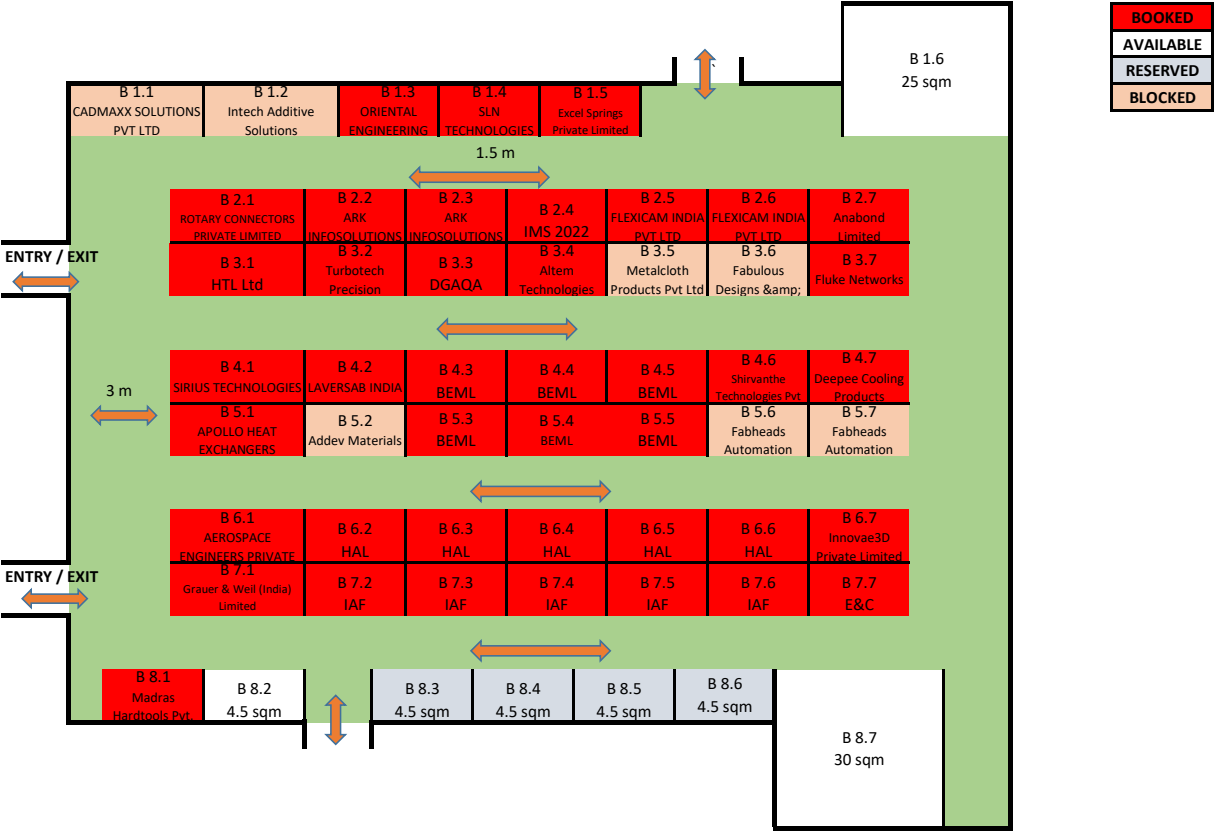 BOOKED
AVAILABLE
RESERVED
BLOCKED
B 1.6
25 sqm
`
B 1.1
CADMAXX SOLUTIONS
PVT LTD
B 1.2
Intech Additive
Solutions
B 1.3
ORIENTAL
ENGINEERING
B 1.4
SLN
TECHNOLOGIES
B 1.5
Excel Springs
Private Limited
1.5 m
B 2.1
ROTARY CONNECTORS
PRIVATE LIMITED
B 2.2
ARK
INFOSOLUTIONS
B 2.3
ARK
INFOSOLUTIONS
B 2.4
IMS 2022
B 2.5
FLEXICAM INDIA
PVT LTD
B 2.6
FLEXICAM INDIA
PVT LTD
B 2.7
Anabond
Limited
ENTRY / EXIT
B 3.1
HTL Ltd
B 3.2
Turbotech
Precision
B 3.3
DGAQA
B 3.4
Altem
Technologies
B 3.5
Metalcloth
Products Pvt Ltd
B 3.6
Fabulous
Designs &amp;
B 3.7
Fluke Networks
3 m
B 4.1
SIRIUS TECHNOLOGIES
B 4.2
LAVERSAB INDIA
B 4.3
BEML
B 4.4
BEML
B 4.5
BEML
B 4.6
Shirvanthe
Technologies Pvt
B 4.7
Deepee Cooling
Products
B 5.1
APOLLO HEAT
EXCHANGERS
B 5.2
Addev Materials
B 5.3
BEML
B 5.4
BEML
B 5.5
BEML
B 5.6
Fabheads
Automation
B 5.7
Fabheads
Automation
B 6.1
AEROSPACE
ENGINEERS PRIVATE
B 6.2
HAL
B 6.3
HAL
B 6.4
HAL
B 6.5
HAL
B 6.6
HAL
B 6.7
Innovae3D
Private Limited
ENTRY / EXIT
B 7.1
Grauer & Weil (India)
Limited
B 7.2
IAF
B 7.3
IAF
B 7.4
IAF
B 7.5
IAF
B 7.6
IAF
B 7.7
E&C
B 8.1
Madras
Hardtools Pvt.
B 8.2
4.5 sqm
B 8.3
4.5 sqm
B 8.4
4.5 sqm
B 8.5
4.5 sqm
B 8.6
4.5 sqm
B 8.7
30 sqm